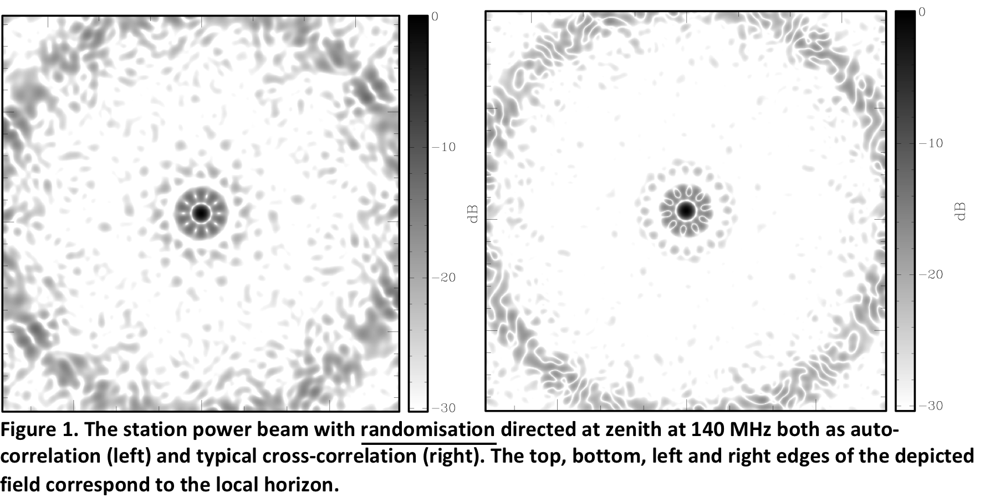 0
-10
-20
-30
dB
0
-10
-20
-30
dB
Figure 1. The station power beam with randomisation directed at zenith at 140 MHz both as auto-
correlation (left) and typical cross-correlation (right). The top, bottom, left and right edges of the depicted
field correspond to the local horizon.